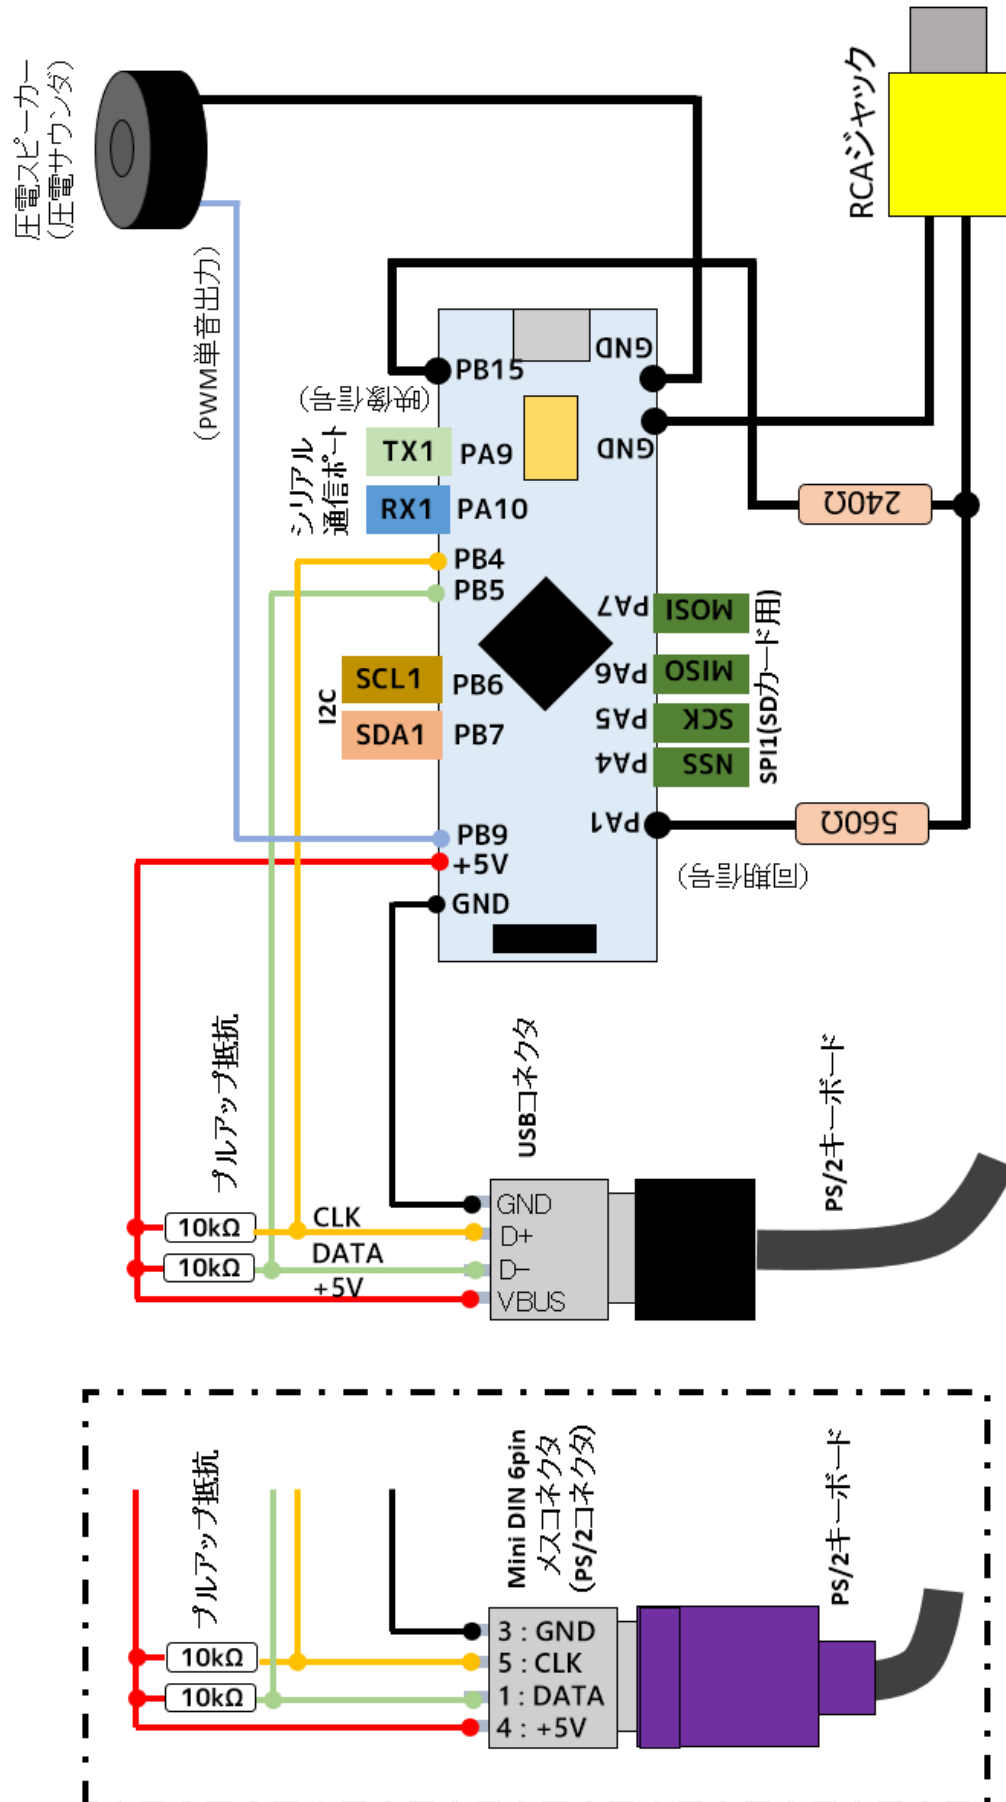 圧電スピーカー
(圧電サウンダ)
RCAジャック
(PWM単音出力)
GND
PB15
(映像信号)
シリアル
通信ポート
TX1
PA9
GND
RX1
PA10
240Ω
PB4
PB5
PA7
MOSI
SPI1(SDカード用)
I2C
SCL1
PB6
PA6
MISO
SDA1
PB7
PA5
SCK
PA4
NSS
PB9
PA1
560Ω
(同期信号)
+5V
GND
プルアップ抵抗
USBコネクタ
PS/2キーボード
10kΩ
CLK
GND
D+
10kΩ
DATA
D−
+5V
VBUS
プルアップ抵抗
Mini DIN 6pin
メスコネクタ
(PS/2コネクタ)
PS/2キーボード
10kΩ
10kΩ
3 : GND
5 : CLK
1 : DATA
4 : +5V